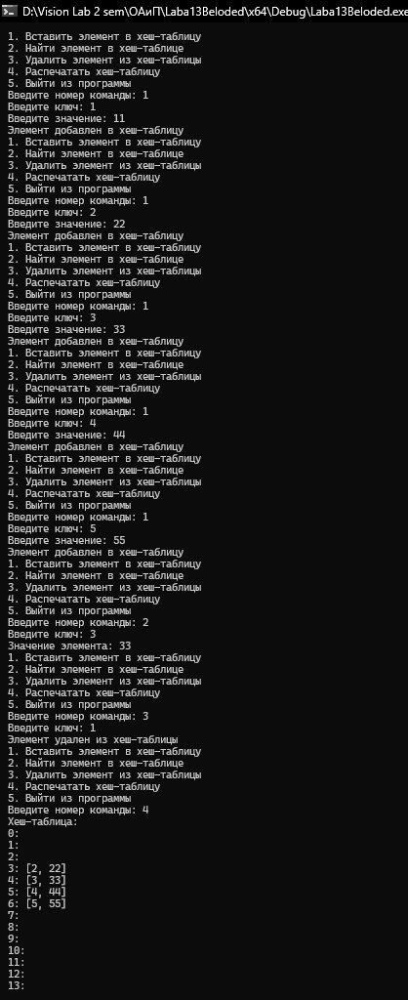 D:\Vision Lab 2 sem\ОАиП\Laba13Beloded\x64\Debug\Laba13Beloded.exe
1. Вставить элемент в хеш-таблицу
2. Найти элемент в хеш-таблице
3. Удалить элемент из хеш-таблицы
4. Распечатать хеш-таблицу
5. Выйти из программы
Введите номер команды: 1
Введите ключ: 1
Введите значение: 11
Элемент добавлен в хеш-таблицу
1. Вставить элемент в хеш-таблицу
2. Найти элемент в хеш-таблице
3. Удалить элемент из хеш-таблицы
4. Распечатать хеш-таблицу
5. Выйти из программы
Введите номер команды: 1
Введите ключ: 2
Введите значение: 22
Элемент добавлен в хеш-таблицу
1. Вставить элемент в хеш-таблицу
2. Найти элемент в хеш-таблице
3. Удалить элемент из хеш-таблицы
4. Распечатать хеш-таблицу
5. Выйти из программы
Введите номер команды: 1
Введите ключ: 3
Введите значение: 33
Элемент добавлен в хеш-таблицу
1. Вставить элемент в хеш-таблицу
2. Найти элемент в хеш-таблице
3. Удалить элемент из хеш-таблицы
4. Распечатать хеш-таблицу
5. Выйти из программы
Введите номер команды: 1
Введите ключ: 4
Введите значение: 44
Элемент добавлен в хеш-таблицу
1. Вставить элемент в хеш-таблицу
2. Найти элемент в хеш-таблице
3. Удалить элемент из хеш-таблицы
4. Распечатать хеш-таблицу
5. Выйти из программы
Введите номер команды: 1
Введите ключ: 5
Введите значение: 55
Элемент добавлен в хеш-таблицу
1. Вставить элемент в хеш-таблицу
2. Найти элемент в хеш-таблице
3. Удалить элемент из хеш-таблицы
4. Распечатать хеш-таблицу
5. Выйти из программы
Введите номер команды: 2
Введите ключ: 3
Значение элемента: 33
1. Вставить элемент в хеш-таблицу
2. Найти элемент в хеш-таблице
3. Удалить элемент из хеш-таблицы
4. Распечатать хеш-таблицу
5. Выйти из программы
Введите номер команды: 3
Введите ключ: 1
Элемент удален из хеш-таблицы
1. Вставить элемент в хеш-таблицу
2. Найти элемент в хеш-таблице
3. Удалить элемент из хеш-таблицы
4. Распечатать хеш-таблицу
5. Выйти из программы
Введите номер команды: 4
Хеш-таблица:
0:
1:
2:
3: [2, 22]
4: [3, 33]
5: [4, 44]
6: [5, 55]
7:
8:
9:
10:
11:
12:
13: